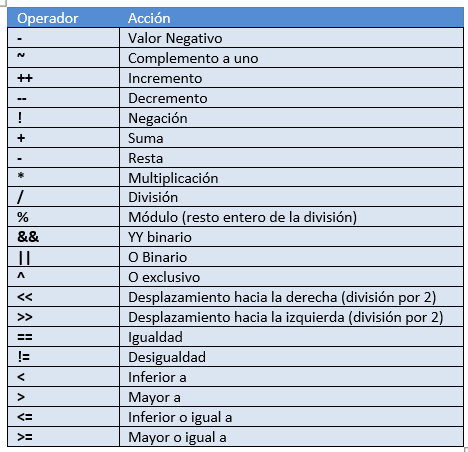 Operador Acción
- Valor Negativo
~ Complemento a uno
++ Incremento
-- Decremento
! Negación
+ Suma
- Resta
* Multiplicación
/ División
% Módulo (resto entero de la división)
&& YY binario
|| O Binario
^ O exclusivo
<< Desplazamiento hacia la derecha (división por 2)
>> Desplazamiento hacia la izquierda (división por 2)
== Igualdad
!= Desigualdad
< Inferior a
> Mayor a
<= Inferior o igual a
>= Mayor o igual a